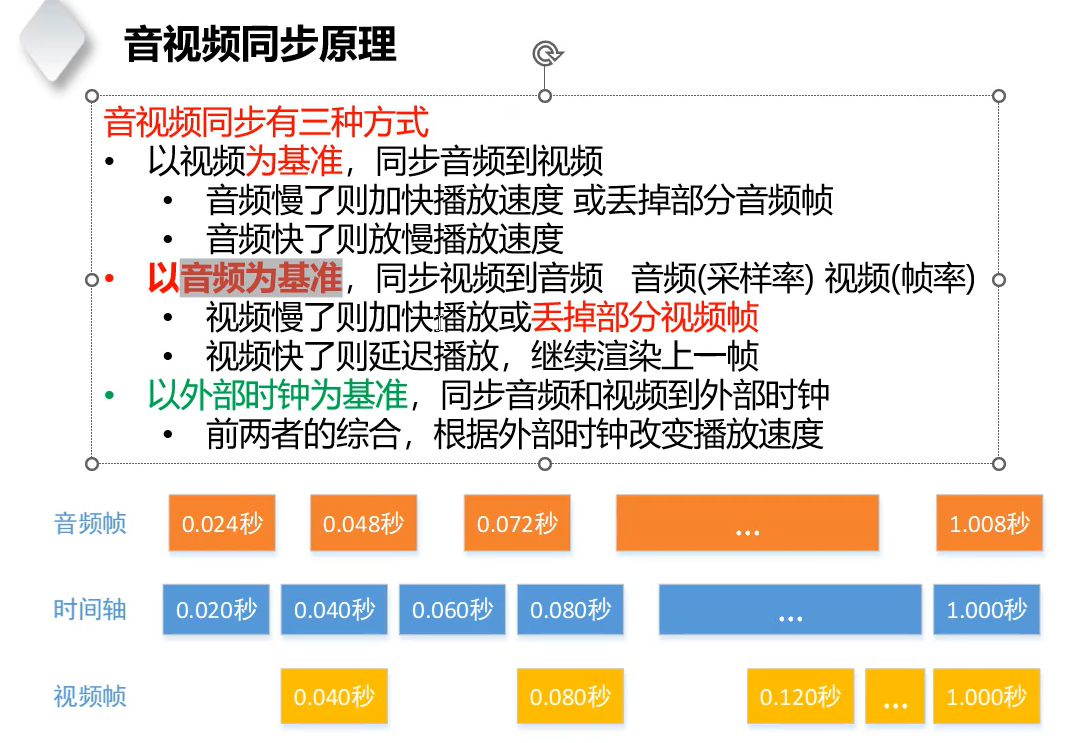 音视频同步原理
音视频同步有三种方式
• 以视频为基准，同步音频到视频
• 音频慢了则加快播放速度 或丢掉部分音频帧
• 音频快了则放慢播放速度
• 以音频为基准，同步视频到音频 音频(采样率) 视频(帧率)
• 视频慢了则加快播放或丢掉部分视频帧
• 视频快了则延迟播放，继续渲染上一帧
• 以外部时钟为基准，同步音频和视频到外部时钟
• 前两者的综合，根据外部时钟改变播放速度
音频帧 0.024秒 0.048秒 0.072秒 ... 1.008秒
时间轴 0.020秒 0.040秒 0.060秒 0.080秒 ... 1.000秒
视频帧 0.040秒 0.080秒 0.120秒 ... 1.000秒